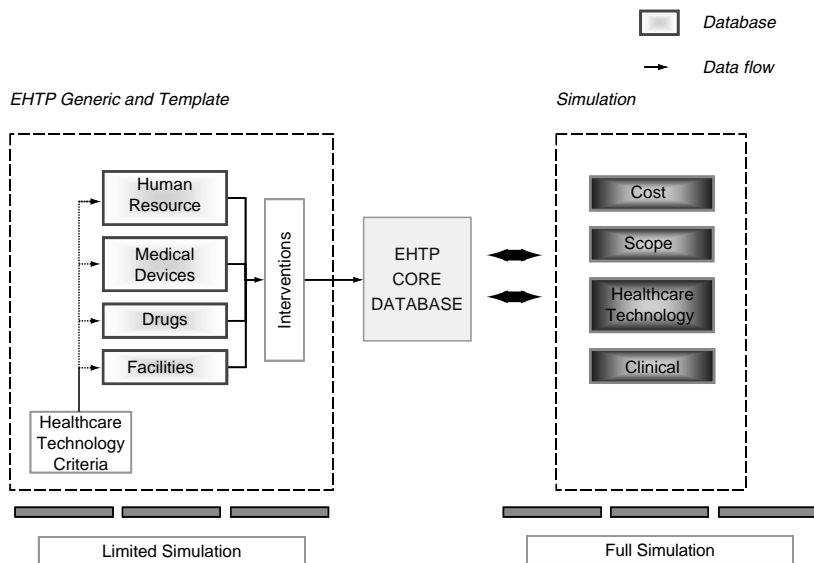 Database
Data flow
EHTP Generic and Template
Simulation
Human
Resource
Medical
Devices
Drugs
Facilities
Healthcare
Technology
Criteria
Interventions
EHTP
CORE
DATABASE
Cost
Scope
Healthcare
Technology
Clinical
Limited Simulation
Full Simulation